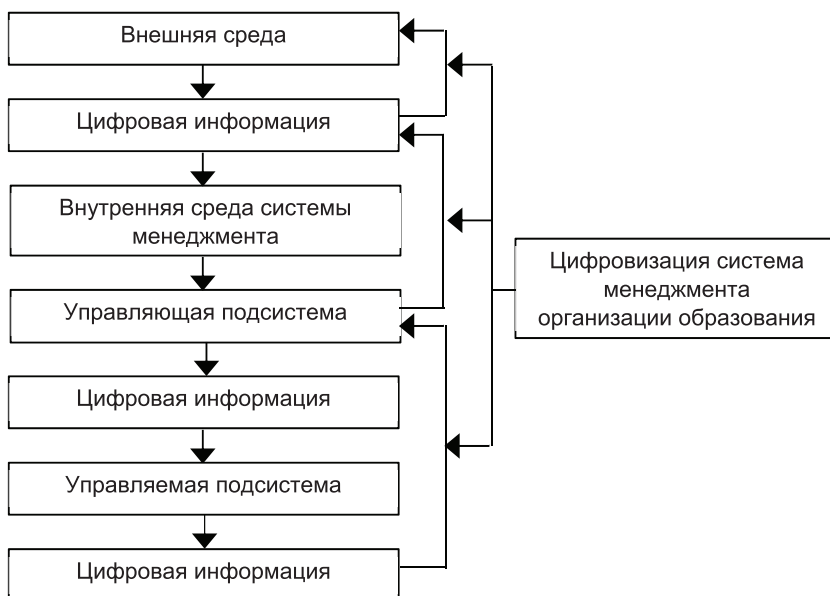 Внешняя среда
Цифровая информация
Внутренняя среда системы
менеджмента
Управляющая подсистема
Цифровая информация
Управляемая подсистема
Цифровая информация
Цифровизация система
менеджмента
организации образования